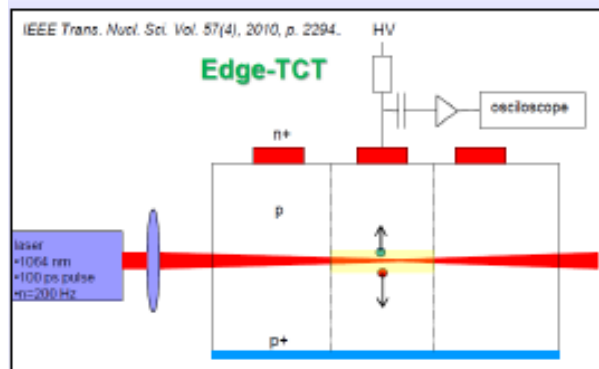 IEEE Trans. Nucl. Sci. Vol. 57(4), 2010, p. 2294.
HV
Edge-TCT
osciloscope
n+
p
laser
•1064 nm
•100 ps pulse
•n=200 Hz
p+